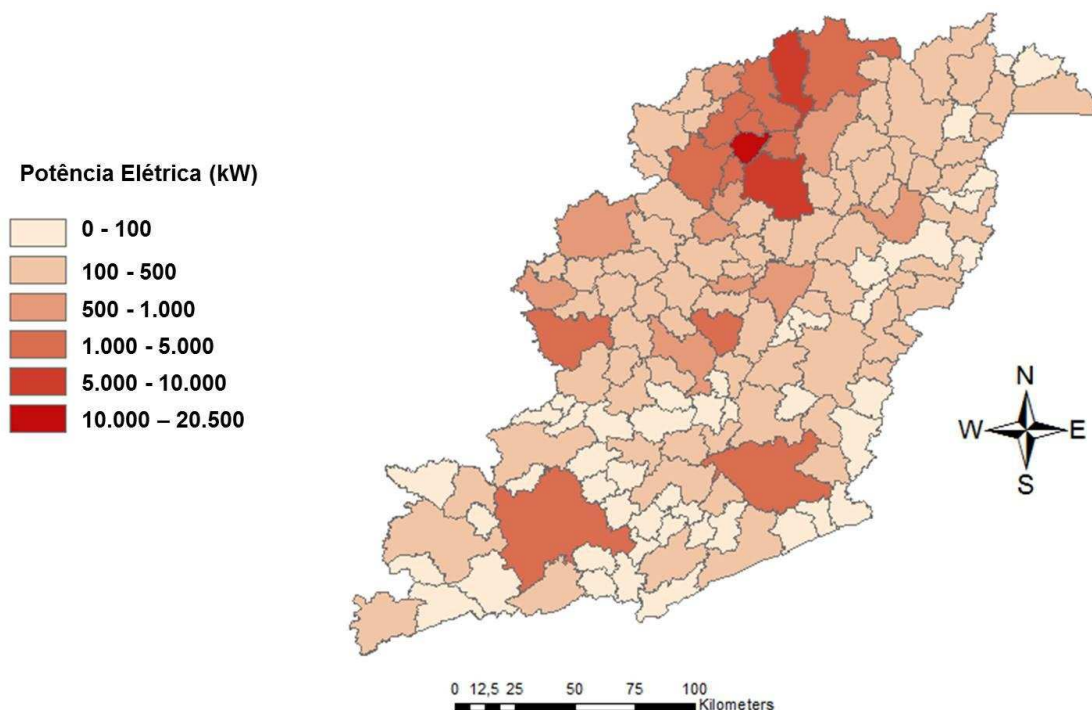 Potência Elétrica (kW)
0 - 100
100 - 500
500 - 1.000
1.000 - 5.000
5.000 - 10.000
10.000 – 20.500
N
W E
S
0 12,5 25 50 75 100
Kilometers